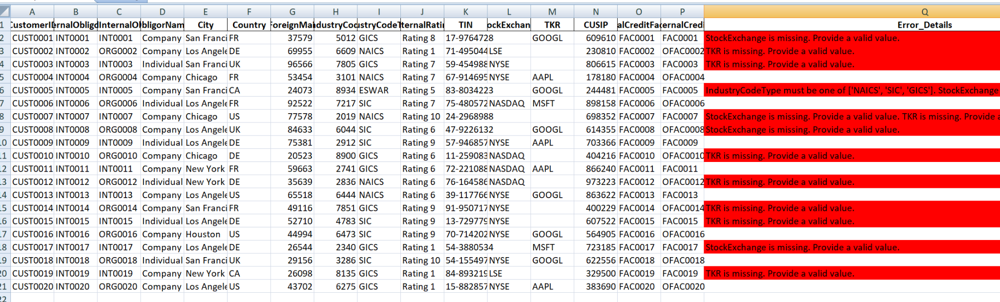 A B C D E F G H I J K L M N O P Q
1 CustomerI ernalObligo InternalO bligorNam City Country ForeignMai ndustryCo ustryCodeT ternalRati TIN ockExchan TKR CUSIP alCreditFa ernalCredi Error_Details
2 CUST0001 INT0001 INT0001 Company San Franci FR 37579 5012 GICS Rating 8 17-9764728 GOOGL 609610 FAC0001 FAC0001 StockExchange is missing. Provide a valid value.
3 CUST0002 INT0002 ORG0002 Company Los Angele DE 69955 6609 NAICS Rating 1 71-495044 LSE 230810 FAC0002 OFAC0002 TKR is missing. Provide a valid value.
4 CUST0003 INT0003 INT0003 Individual San Franci UK 96566 7805 GICS Rating 7 59-454988 NYSE 806615 FAC0003 FAC0003 TKR is missing. Provide a valid value.
5 CUST0004 INT0004 ORG0004 Company Chicago FR 53454 3101 NAICS Rating 7 67-914695 NYSE AAPL 178180 FAC0004 OFAC0004
6 CUST0005 INT0005 INT0005 Company San Franci CA 24073 8934 ESWAR Rating 5 83-8034223 GOOGL 244481 FAC0005 FAC0005 IndustryCodeType must be one of ['NAICS', 'SIC', 'GICS']. StockExchange
7 CUST0006 INT0006 ORG0006 Individual Los Angele FR 92522 7217 SIC Rating 7 75-480572 NASDAQ MSFT 898158 FAC0006 OFAC0006
8 CUST0007 INT0007 INT0007 Company Chicago US 77578 2019 NAICS Rating 10 24-2968988 698352 FAC0007 FAC0007 StockExchange is missing. Provide a valid value. TKR is missing. Provide a
9 CUST0008 INT0008 ORG0008 Company Los Angele UK 84633 6044 SIC Rating 6 47-9226132 GOOGL 614355 FAC0008 OFAC0008 StockExchange is missing. Provide a valid value.
10 CUST0009 INT0009 INT0009 Individual Los Angele DE 75381 2912 SIC Rating 9 57-946857 NYSE AAPL 703366 FAC0009 FAC0009
11 CUST0010 INT0010 ORG0010 Company Chicago DE 20523 8900 GICS Rating 6 11-259083 NASDAQ 404216 FAC0010 OFAC0010 TKR is missing. Provide a valid value.
12 CUST0011 INT0011 INT0011 Company New York FR 59663 2741 GICS Rating 6 72-221088 NASDAQ AAPL 866240 FAC0011 FAC0011
13 CUST0012 INT0012 ORG0012 Individual New York DE 35639 2836 NAICS Rating 6 76-164586 NASDAQ 973223 FAC0012 OFAC0012 TKR is missing. Provide a valid value.
14 CUST0013 INT0013 INT0013 Company Los Angele US 65518 6444 NAICS Rating 6 39-117766 NYSE GOOGL 863622 FAC0013 FAC0013
15 CUST0014 INT0014 ORG0014 Company San Franci FR 49116 7851 GICS Rating 9 91-950717 NYSE 400229 FAC0014 OFAC0014 TKR is missing. Provide a valid value.
16 CUST0015 INT0015 INT0015 Individual Los Angele DE 52710 4783 SIC Rating 9 13-729779 NYSE 607522 FAC0015 FAC0015 TKR is missing. Provide a valid value.
17 CUST0016 INT0016 ORG0016 Company Houston US 44994 6473 SIC Rating 9 70-714202 NYSE GOOGL 564905 FAC0016 OFAC0016
18 CUST0017 INT0017 INT0017 Company Los Angele DE 26544 2340 GICS Rating 1 54-3880534 MSFT 723185 FAC0017 FAC0017 StockExchange is missing. Provide a valid value.
19 CUST0018 INT0018 ORG0018 Individual San Franci UK 29156 3286 SIC Rating 10 54-155497 NYSE GOOGL 622556 FAC0018 OFAC0018
20 CUST0019 INT0019 INT0019 Company New York CA 26098 8135 GICS Rating 1 84-893219 LSE 329500 FAC0019 FAC0019 TKR is missing. Provide a valid value.
21 CUST0020 INT0020 ORG0020 Company Los Angele US 43702 6275 GICS Rating 1 15-882857 NYSE AAPL 383690 FAC0020 OFAC0020
22